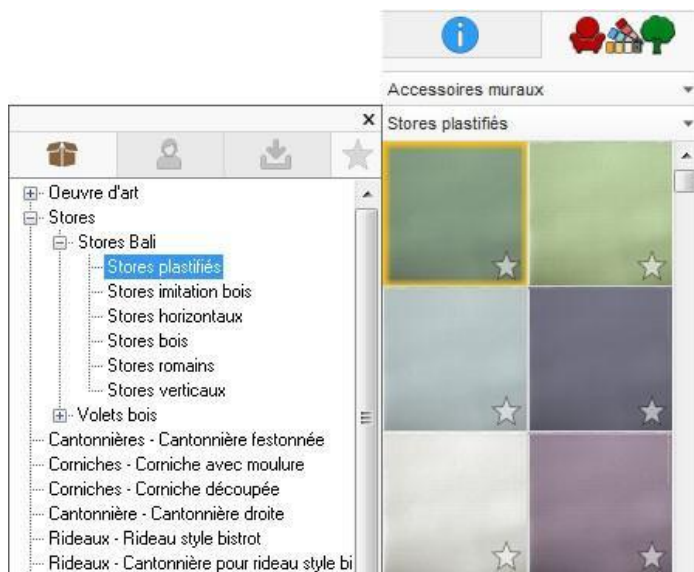 Accessoires muraux
Stores plastifiés
Oeuvre d'art
Stores
Stores Bali
Stores plastifiés
Stores imitation bois
Stores horizontaux
Stores bois
Stores romains
Stores verticaux
Volets bois
Cantonnières - Cantonnière festonnée
Corniches - Corniche avec moulure
Corniches - Corniche découpée
Cantonnière - Cantonnière droite
Rideaux - Rideau style bistrot
Rideaux - Cantonnière pour rideau style bi